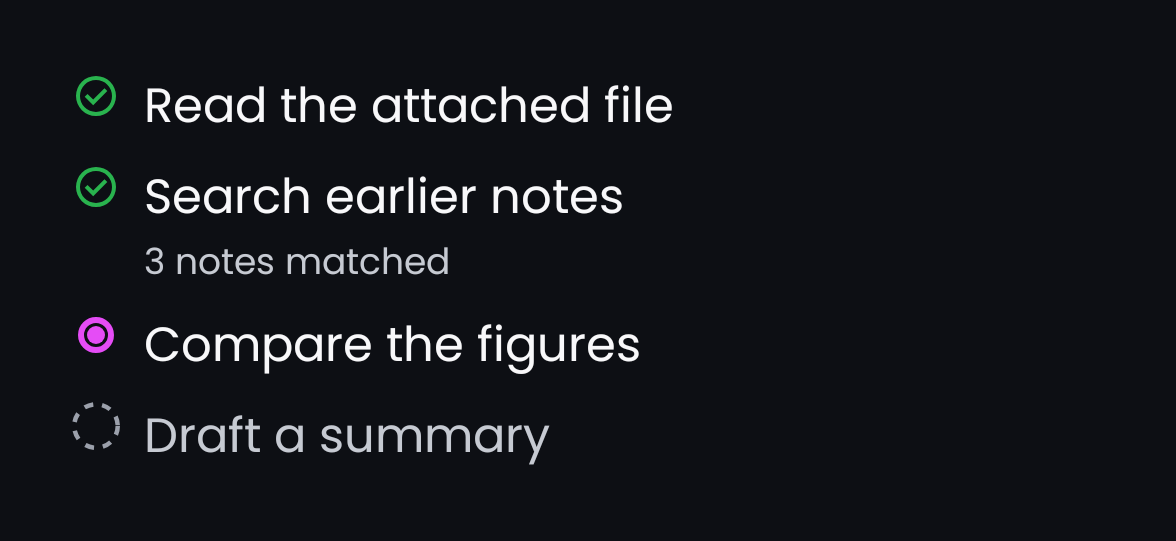 Read the attached file
Search earlier notes
3 notes matched
Compare the figures
Draft a summary